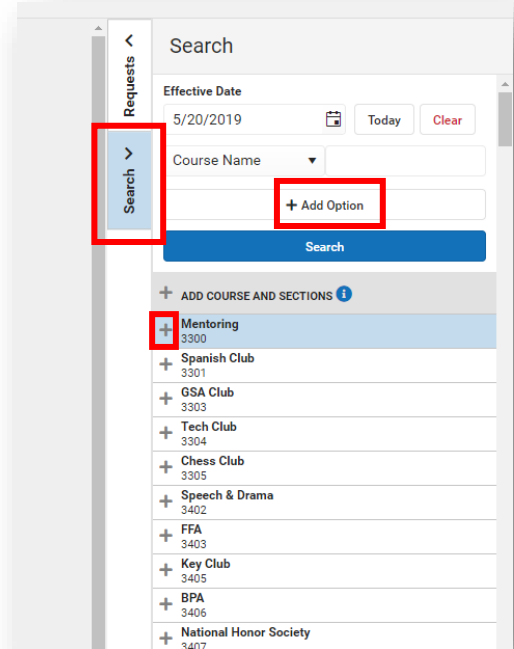 Requests
Search
Search
Effective Date
5/20/2019 Today Clear
Course Name
+ Add Option
Search
ADD COURSE AND SECTIONS i
Mentoring
3300
Spanish Club
3301
GSA Club
3303
Tech Club
3304
Chess Club
3305
Speech & Drama
3402
FFA
3403
Key Club
3405
BPA
3406
National Honor Society
3407